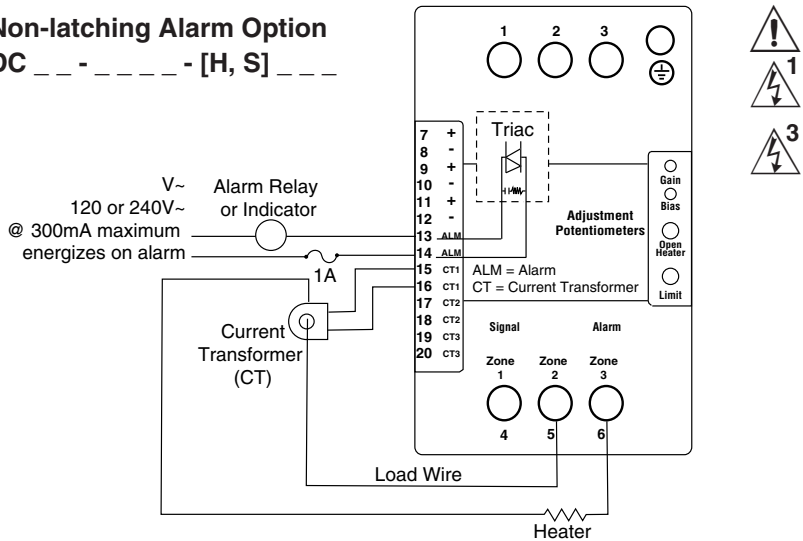 Non-latching Alarm Option
DC _ _ - _ _ _ _ - [H, S] _ _ _
1 2 3
1
3
V~
120 or 240V~
@ 300mA maximum
energizes on alarm
Alarm Relay
or Indicator
1A
Triac
7 +
8 -
9 +
10 -
11 +
12 -
13 ALM
14 ALM
15 CT1
16 CT1
17 CT2
18 CT2
19 CT3
20 CT3
Adjustment
Potentiometers
Gain
Bias
Open
Heater
Limit
ALM = Alarm
CT = Current Transformer
Current
Transformer
(CT)
Signal Alarm
Zone Zone Zone
1 2 3
4 5 6
Load Wire
Heater